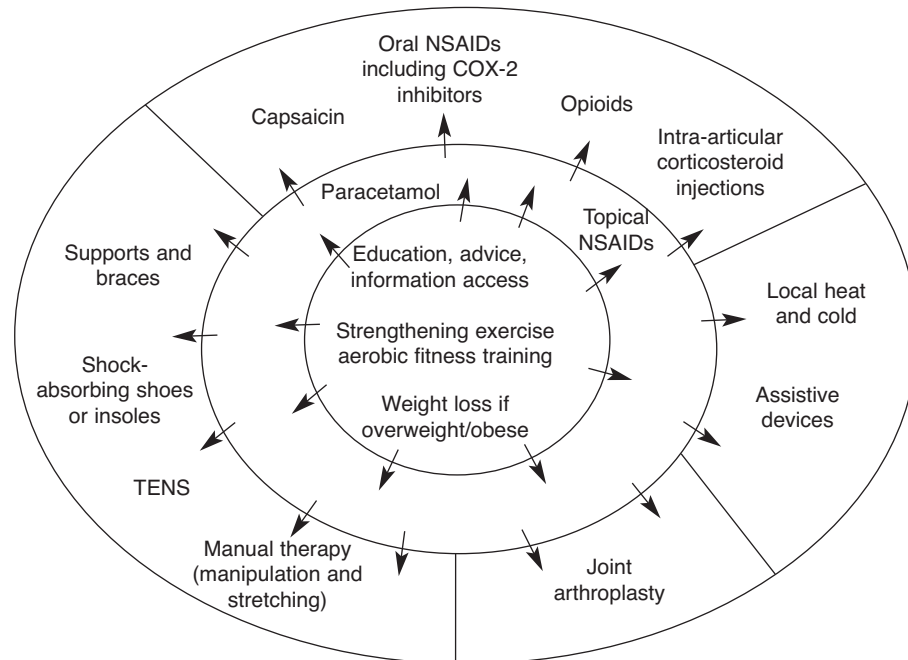 Oral NSAIDs
including COX-2
inhibitors
Capsaicin
Opioids
Intra-articular
corticosteroid
injections
Paracetamol
Topical
NSAIDs
Supports and
braces
Education, advice,
information access
Local heat
and cold
Strengthening exercise
aerobic fitness training
Shock-
absorbing shoes
or insoles
Weight loss if
overweight/obese
Assistive
devices
TENS
Manual therapy
(manipulation and
stretching)
Joint
arthroplasty